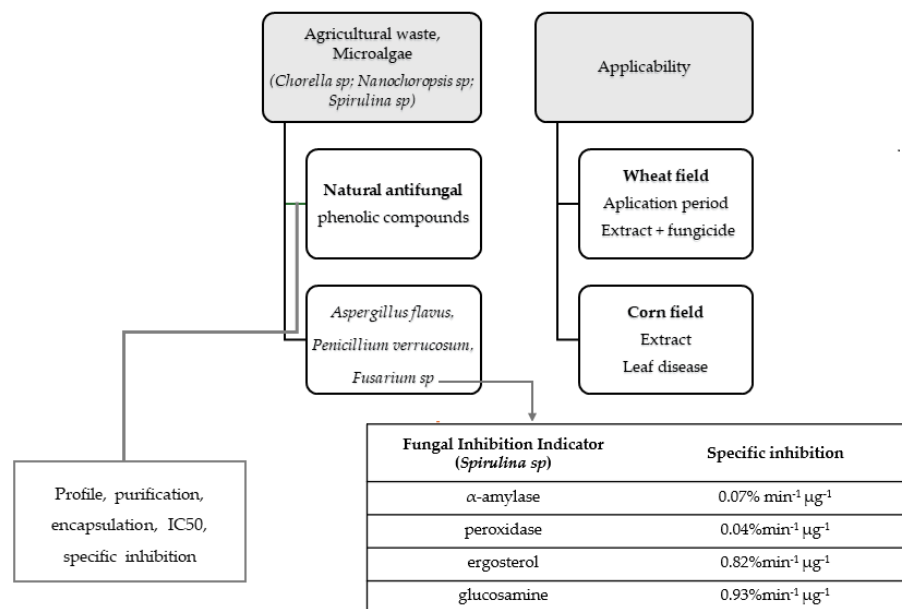 Agricultural waste,
Microalgae
(Chorella sp; Nanochoropsis sp;
Spirulina sp)
Applicability
Natural antifungal
phenolic compounds
Wheat field
Aplication period
Extract + fungicide
Aspergillus flavus,
Penicillium verrucosum,
Fusarium sp
Corn field
Extract
Leaf disease
Profile, purification,
encapsulation, IC50,
specific inhibition
Fungal Inhibition Indicator
(Spirulina sp)
Specific inhibition
α-amylase 0.07% min⁻¹ µg⁻¹
peroxidase 0.04%min⁻¹ µg⁻¹
ergosterol 0.82%min⁻¹ µg⁻¹
glucosamine 0.93%min⁻¹ µg⁻¹